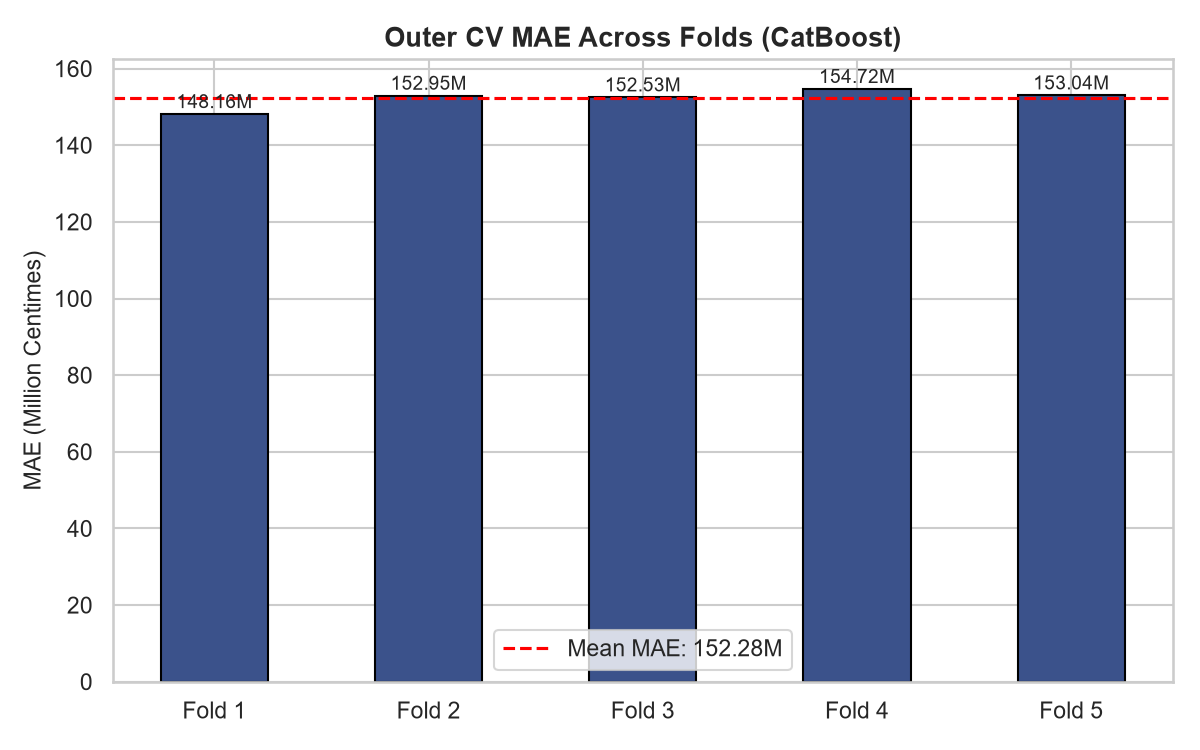 Outer CV MAE Across Folds (CatBoost)
MAE (Million Centimes)
160
140
120
100
80
60
40
20
0
148.16M
152.95M
152.53M
154.72M
153.04M
Mean MAE: 152.28M
Fold 1
Fold 2
Fold 3
Fold 4
Fold 5